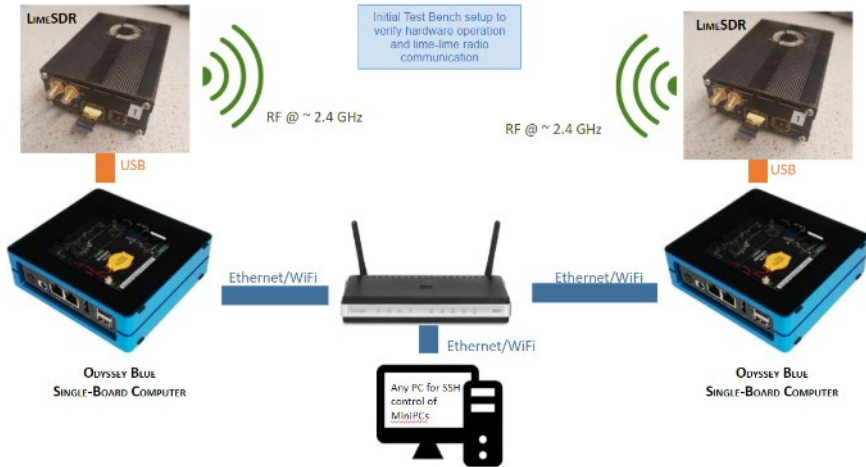 LIMESDR
Initial Test Bench setup to
verify hardware operation
and lime-lime radio
communication
LIMESDR
RF @ ~ 2.4 GHz
RF @ ~ 2.4 GHz
USB
USB
Ethernet/WiFi
Ethernet/WiFi
Ethernet/WiFi
ODYSSEY BLUE
SINGLE-BOARD COMPUTER
Any PC for SSH
control of
MiniPCs
ODYSSEY BLUE
SINGLE-BOARD COMPUTER